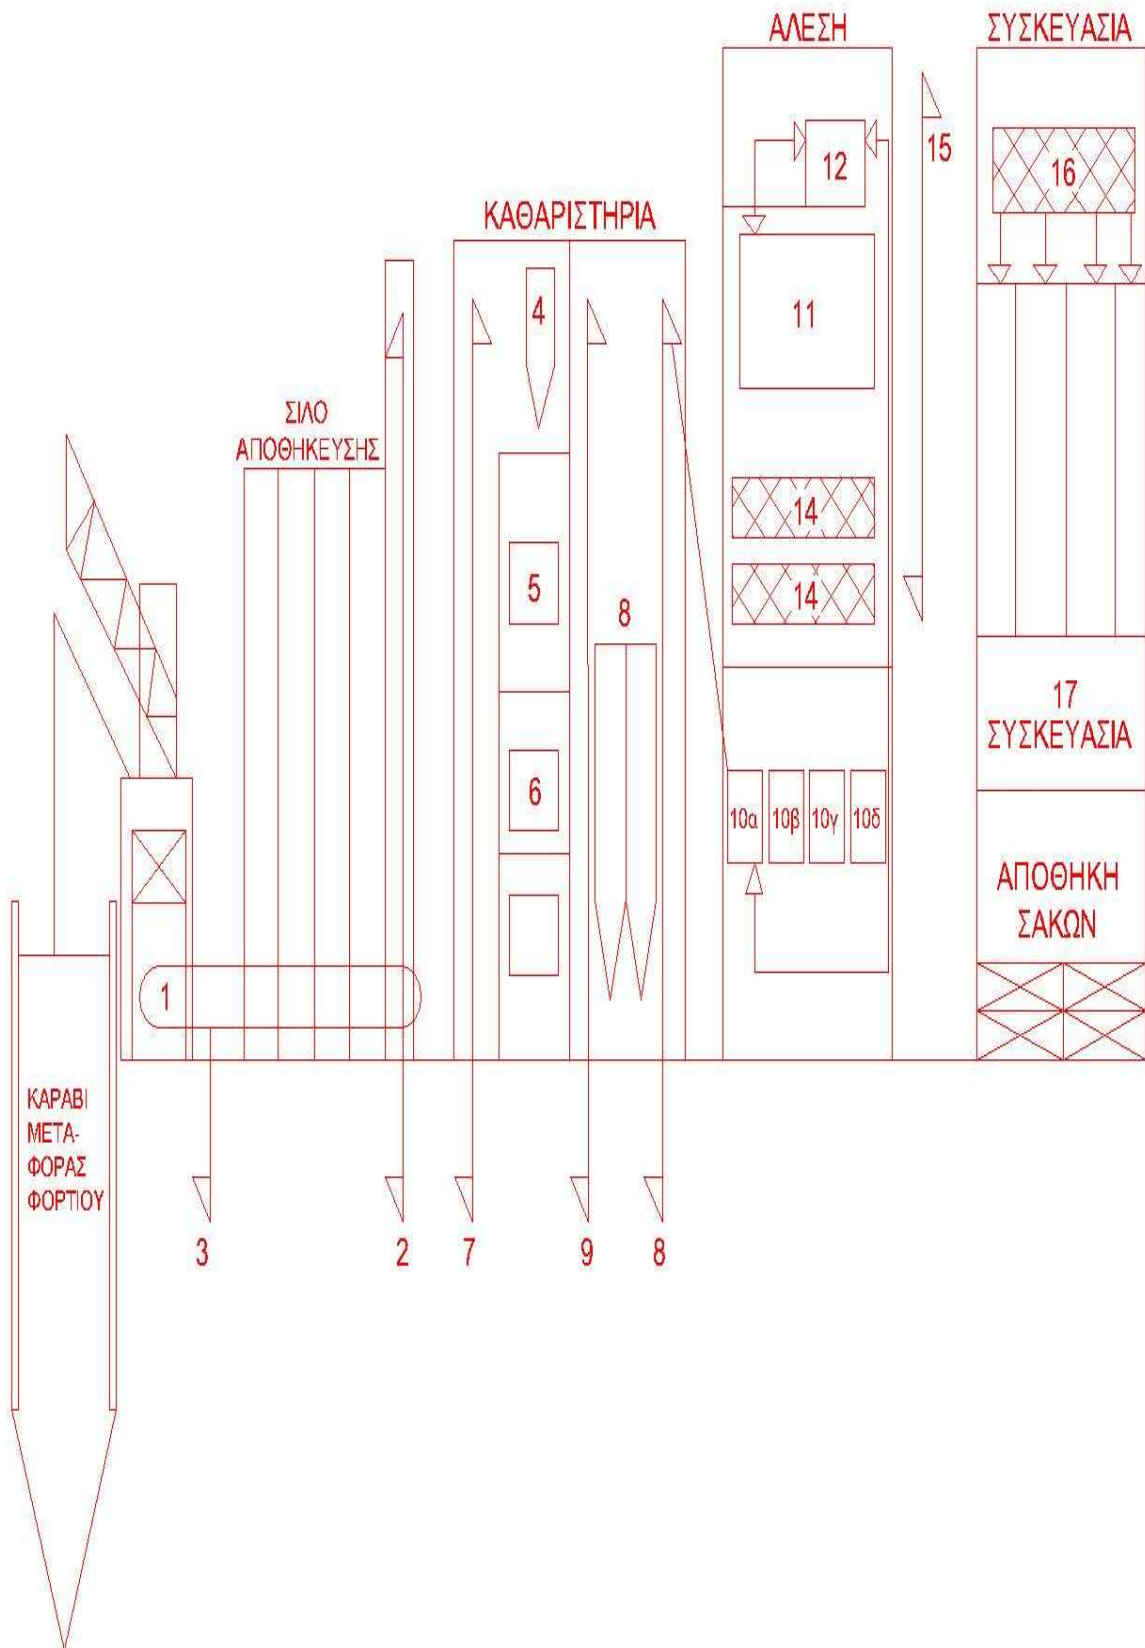 ΑΛΕΣΗ
ΣΥΣΚΕΥΑΣΙΑ
12
15
16
ΚΑΘΑΡΙΣΤΗΡΙΑ
4
11
ΣΙΛΟ
ΑΠΟΘΗΚΕΥΣΗΣ
14
5
14
8
17
ΣΥΣΚΕΥΑΣΙΑ
6
10α
10β
10γ
10δ
ΑΠΟΘΗΚΗ
ΣΑΚΩΝ
1
ΚΑΡΑΒΙ
ΜΕΤΑ-
ΦΟΡΑΣ
ΦΟΡΤΙΟΥ
3
2
7
9
8